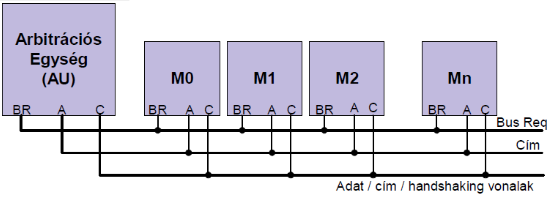 Arbitrációs
Egység
(AU)
M0
M1
M2
Mn
BR A C
BR A C
BR A C
BR A C
BR A C
Bus Req
Cím
Adat / cím / handshaking vonalak